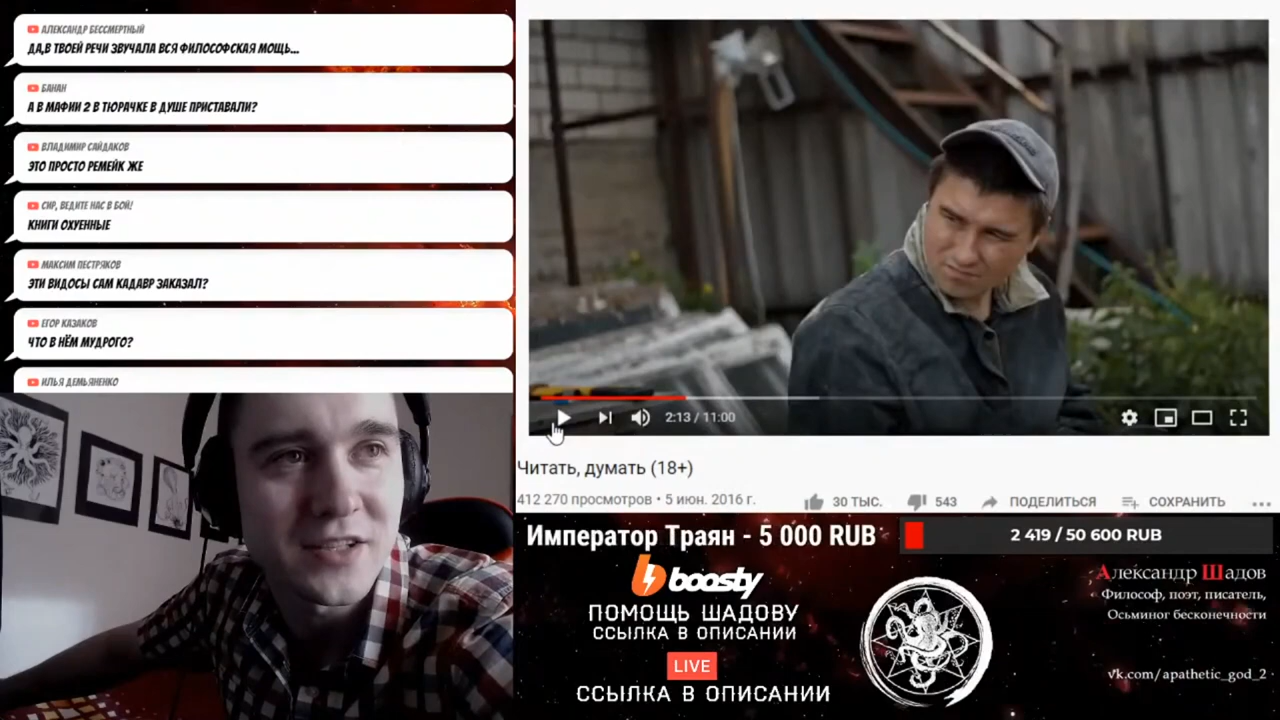 АЛЕКСАНДР БЕССМЕРТНЫЙ
ДА,В ТВОЕЙ РЕЧИ ЗВУЧАЛА ВСЯ ФИЛОСОФСКАЯ МОЩЬ...
БАНАН
А В МАФИИ 2 В ТЮРАЧКЕ В ДУШЕ ПРИСТАВАЛИ?
ВЛАДИМИР САЙДАКОВ
ЭТО ПРОСТО РЕМЕЙК ЖЕ
СИР, ВЕДИТЕ НАС В БОЙ!
КНИГИ ОХУЕННЫЕ
МАКСИМ ПЕСТРЯКОВ
ЭТИ ВИДОСЫ САМ КАДАВР ЗАКАЗАЛ?
ЕГОР КАЗАКОВ
ЧТО В НЁМ МУДРОГО?
ИЛЬЯ ДЕМЬЯНЕНКО
2:13 / 11:00
Читать, думать (18+)
412 270 просмотров • 5 июн. 2016 г.
30 ТЫС.
543
ПОДЕЛИТЬСЯ
СОХРАНИТЬ
Император Траян - 5 000 RUB
2 419 / 50 600 RUB
boosty
ПОМОЩЬ ШАДОВУ
ССЫЛКА В ОПИСАНИИ
LIVE
ССЫЛКА В ОПИСАНИИ
Александр Шадов
Философ, поэт, писатель,
Осьминог бесконечности
vk.com/apathetic_god_2